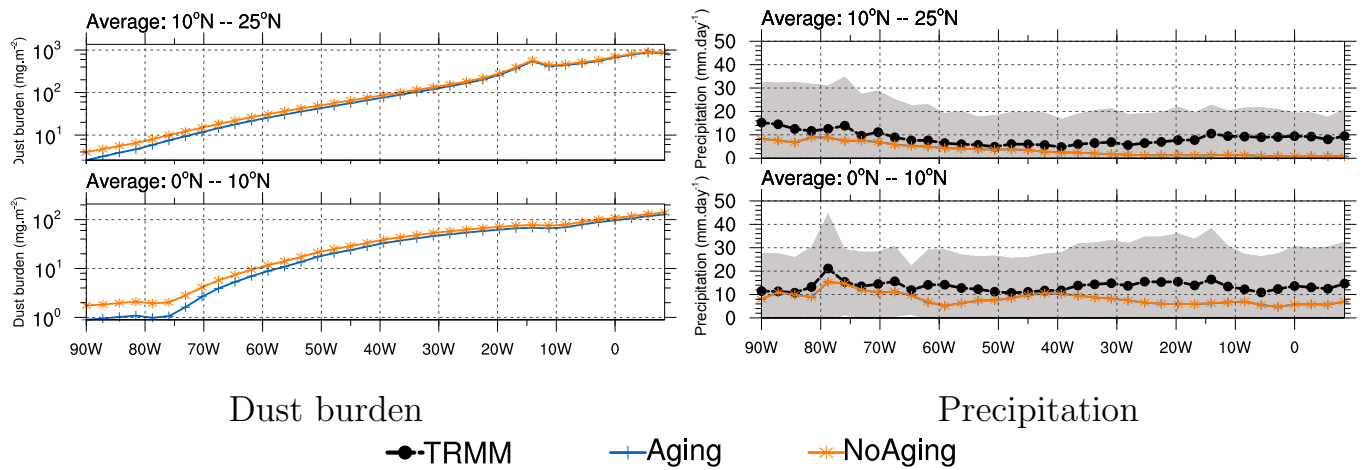 Average: 10°N -- 25°N
Dust burden (mg.m⁻²)
10³
10²
10¹
Average: 0°N -- 10°N
Dust burden (mg.m⁻²)
10²
10¹
10⁰
90W 80W 70W 60W 50W 40W 30W 20W 10W 0
Dust burden
Average: 10°N -- 25°N
Precipitation (mm.day⁻¹)
50
40
30
20
10
0
Average: 0°N -- 10°N
Precipitation (mm.day⁻¹)
50
40
30
20
10
0
90W 80W 70W 60W 50W 40W 30W 20W 10W 0
Precipitation
TRMM Aging NoAging